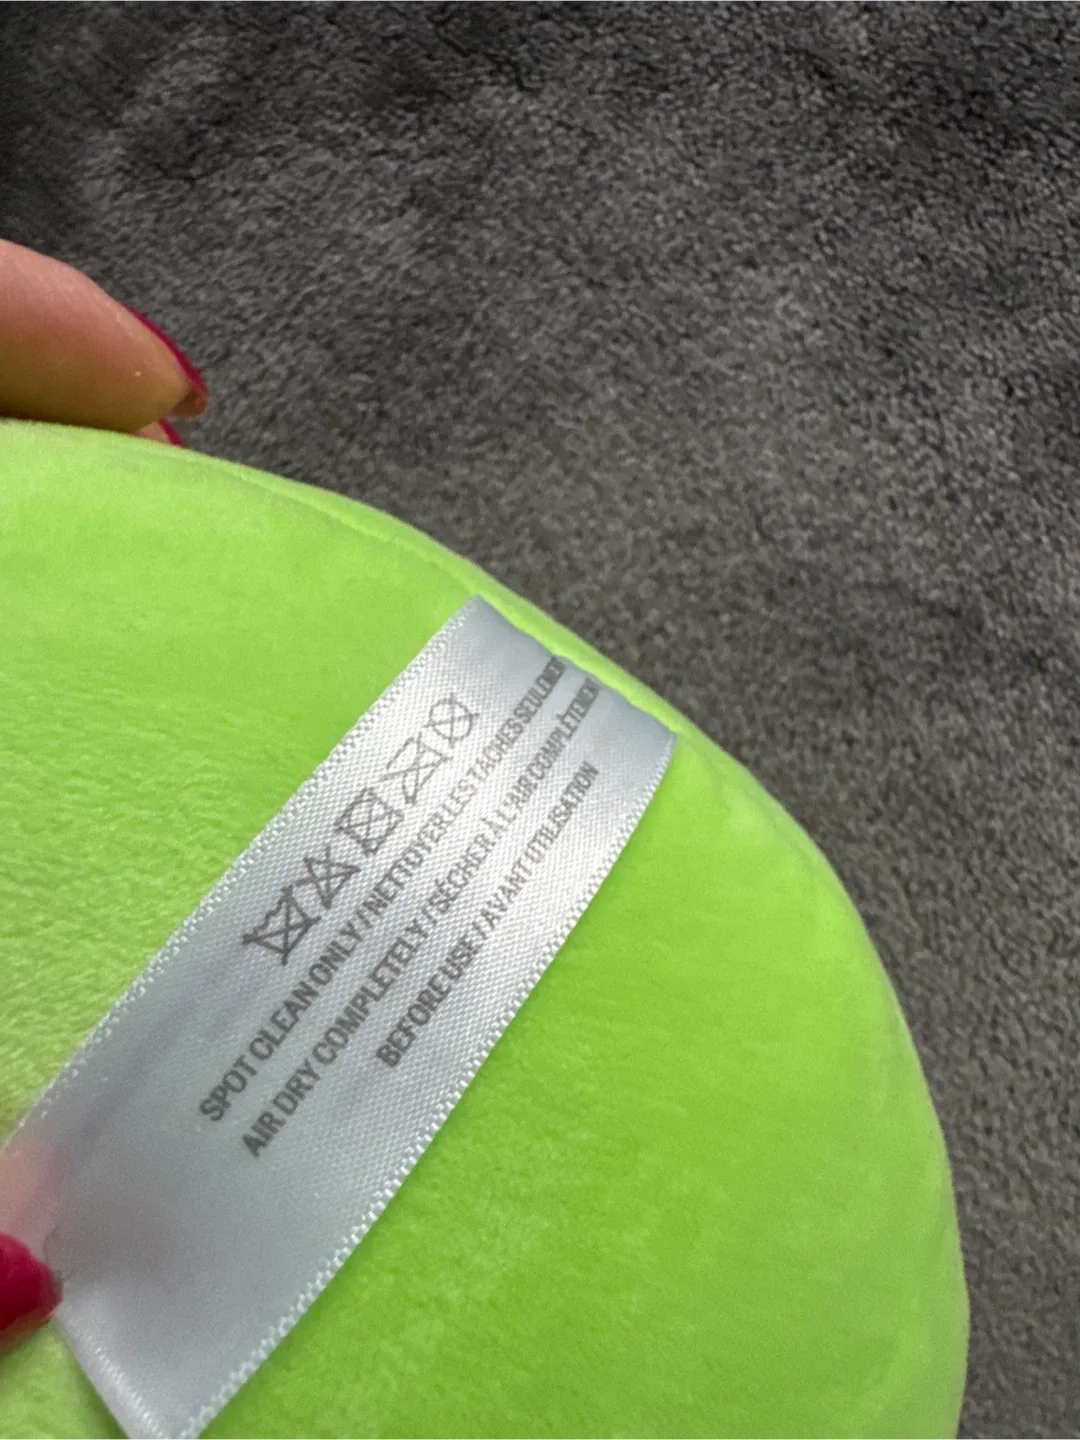 SPOT CLEAN ONLY / NETTOYER LES TACHES SEULEMENT
AIR DRY COMPLETELY / SÉCHER À L'AIR COMPLÈTEMENT
BEFORE USE / AVANT UTILISATION